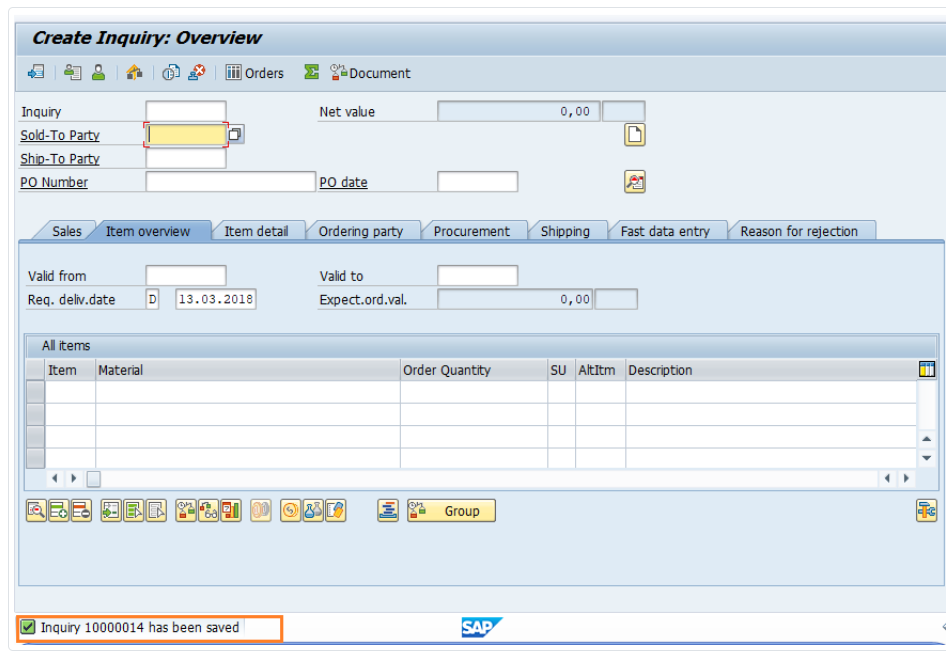 Create Inquiry: Overview
Orders Document
Inquiry Net value 0,00
Sold-To Party
Ship-To Party
PO Number PO date
Sales Item overview Item detail Ordering party Procurement Shipping Fast data entry Reason for rejection
Valid from Valid to
Req. deliv.date D 13.03.2018 Expect.ord.val. 0,00
All items
Item Material Order Quantity SU AltItm Description
Group
Inquiry 10000014 has been saved SAP